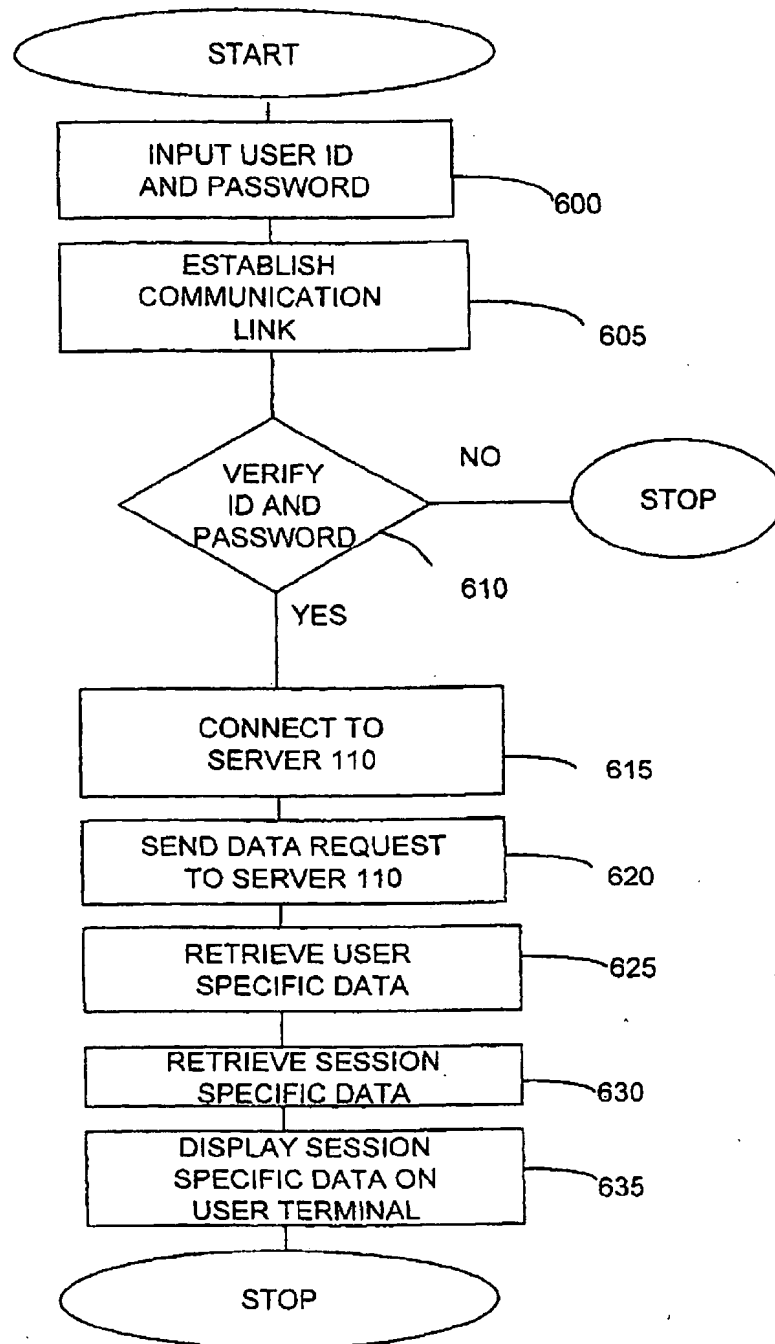 START
INPUT USER ID
AND PASSWORD
600
ESTABLISH
COMMUNICATION
LINK
605
VERIFY
ID AND
PASSWORD
NO
STOP
610
YES
CONNECT TO
SERVER 110
615
SEND DATA REQUEST
TO SERVER 110
620
RETRIEVE USER
SPECIFIC DATA
625
RETRIEVE SESSION
SPECIFIC DATA
630
DISPLAY SESSION
SPECIFIC DATA ON
USER TERMINAL
635
STOP